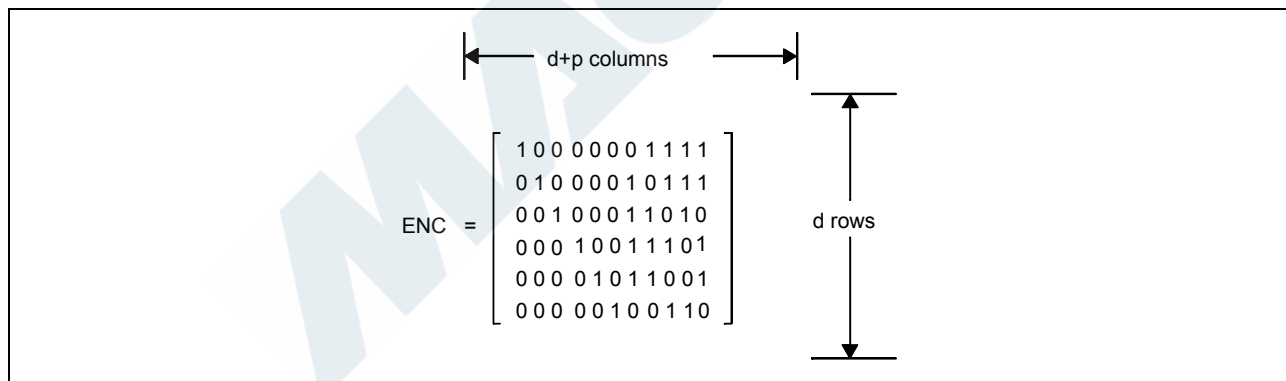 d+p columns
1 0 0 0 0 0 0 1 1 1 1
0 1 0 0 0 0 1 0 1 1 1
0 0 1 0 0 0 1 1 0 1 0
ENC = 
d rows
0 0 0 1 0 0 1 1 1 0 1
0 0 0 0 1 0 1 1 0 0 1
0 0 0 0 0 1 0 0 1 1 0